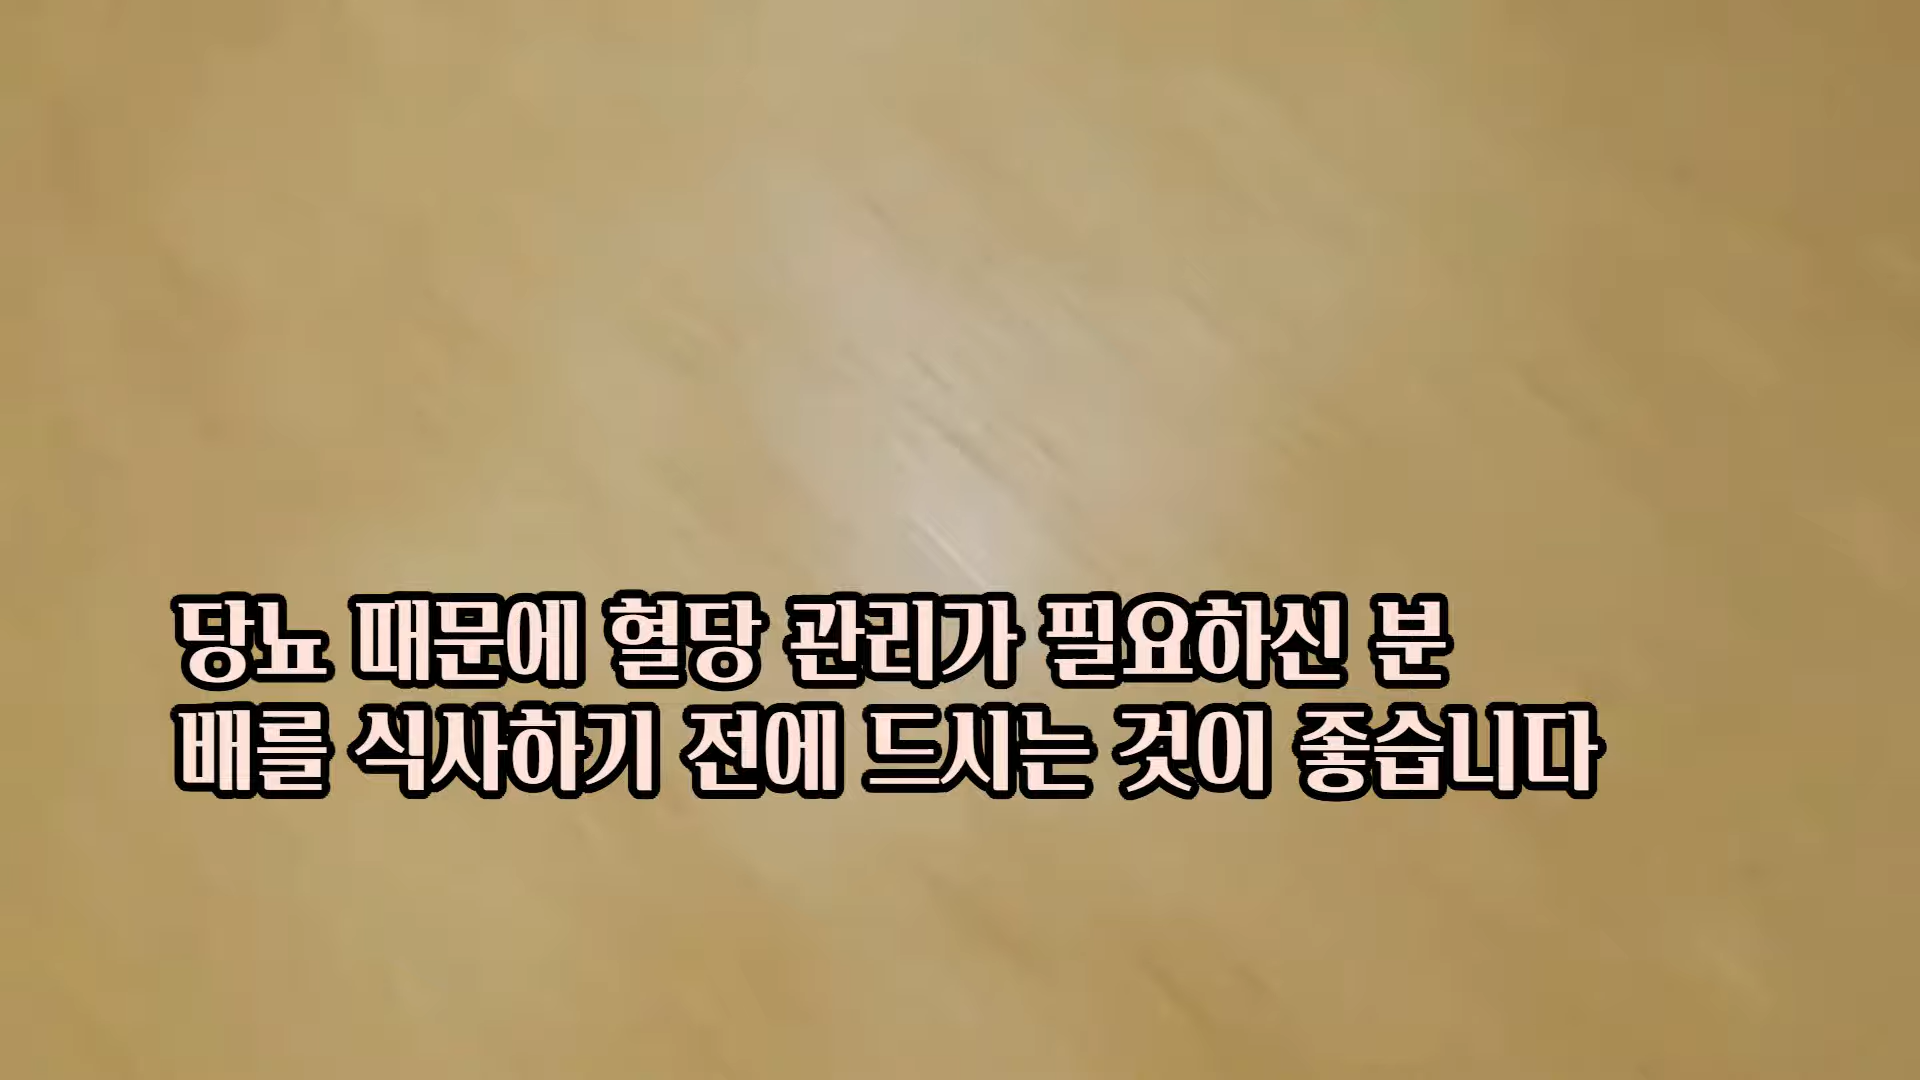 당뇨 때문에 혈당 관리가 필요하신 분
배를 식사하기 전에 드시는 것이 좋습니다